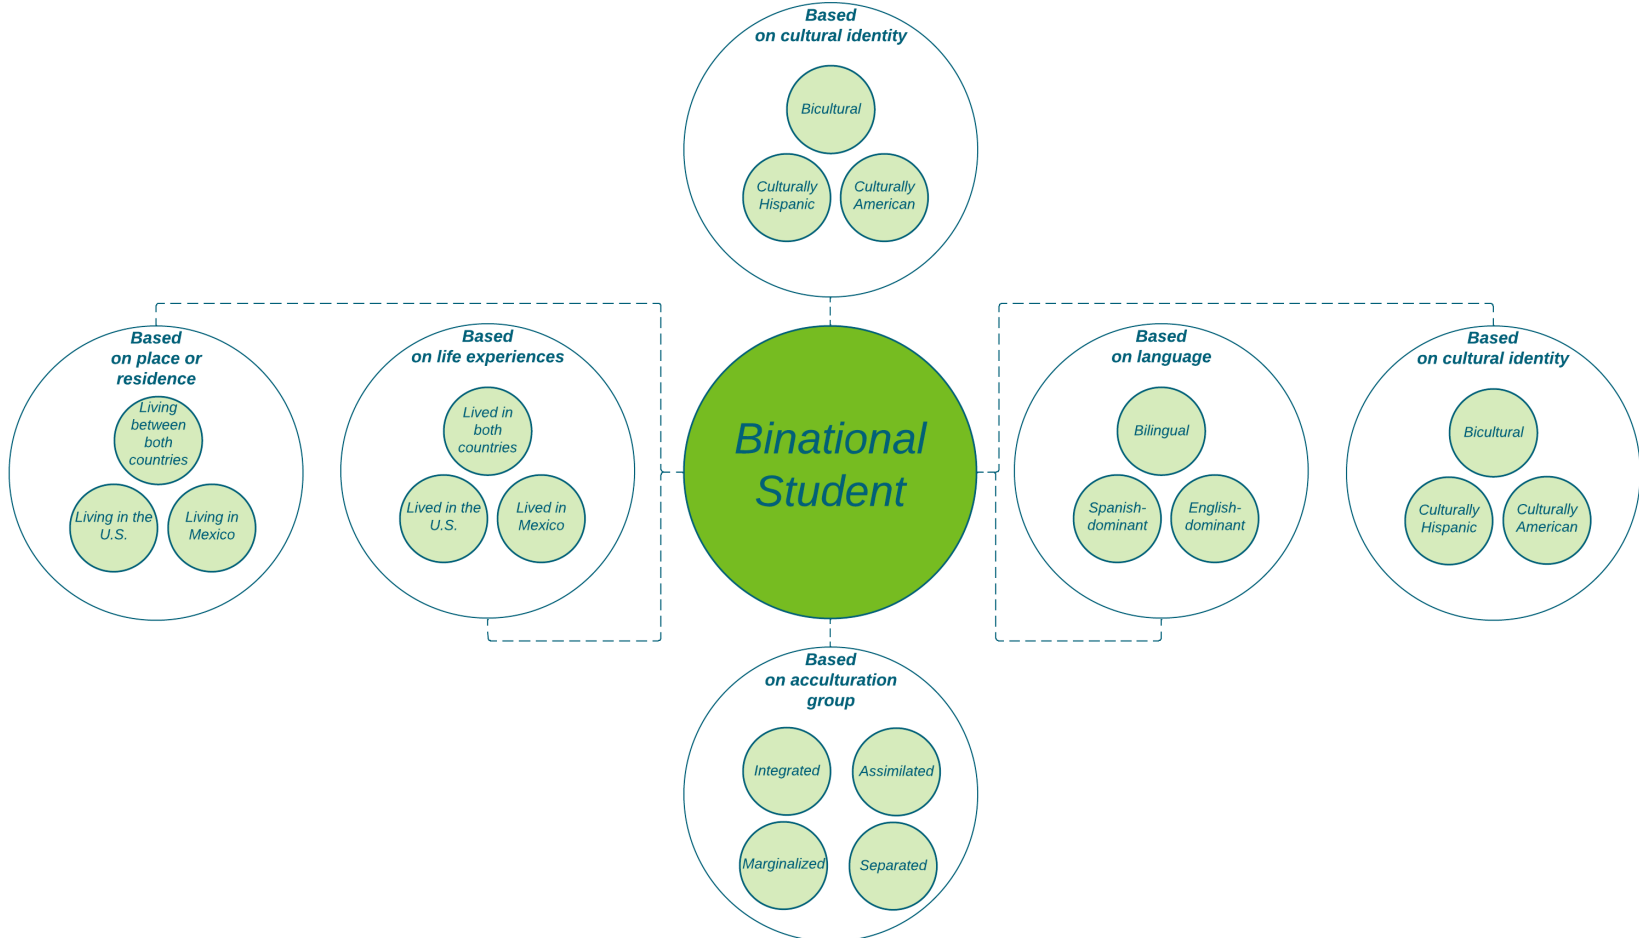 Based
on cultural identity
Bicultural
Culturally
Hispanic
Culturally
American
Based
on place or
residence
Living
between
both
countries
Living in the
U.S.
Living in
Mexico
Based
on life experiences
Lived in
both
countries
Lived in the
U.S.
Lived in
Mexico
Binational
Student
Based
on language
Bilingual
Spanish-
dominant
English-
dominant
Based
on cultural identity
Bicultural
Culturally
Hispanic
Culturally
American
Based
on acculturation
group
Integrated
Assimilated
Marginalized
Separated